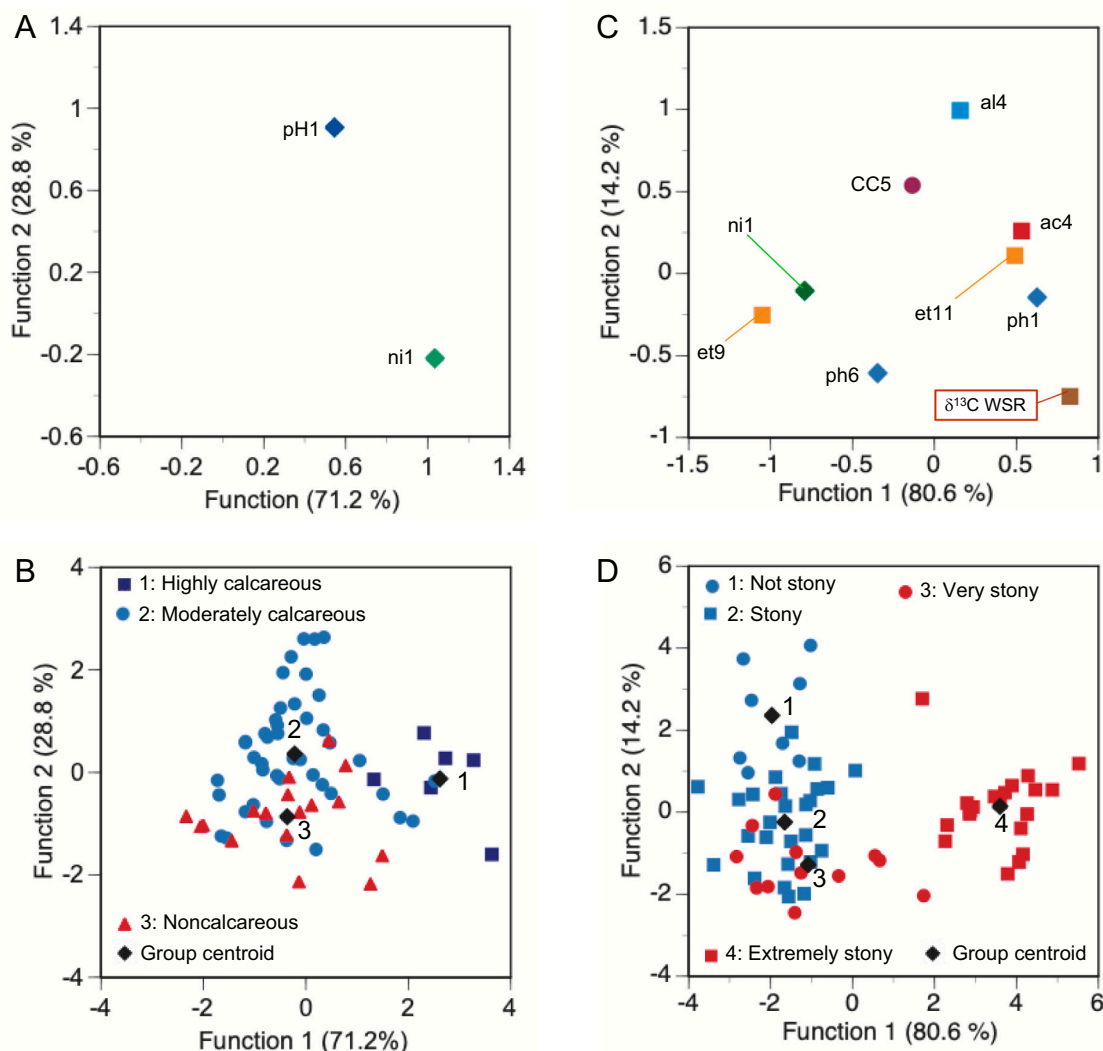 A
1.4
1
0.6
0.2
-0.2
-0.6
Function 2 (28.8 %)
pH1
ni1
-0.6
-0.2
0.2
0.6
1
1.4
Function (71.2 %)
C
1.5
1
0.5
0
-0.5
-1
Function 2 (14.2 %)
al4
CC5
ni1
ac4
et11
ph1
et9
ph6
δ¹³C WSR
-1.5
-1
-0.5
0
0.5
1
Function 1 (80.6 %)
B
4
2
0
-2
-4
Function 2 (28.8 %)
1: Highly calcareous
2: Moderately calcareous
2
1
3
3: Noncalcareous
Group centroid
-4
-2
0
2
4
Function 1 (71.2%)
D
6
4
2
0
-2
-4
Function 2 (14.2 %)
1: Not stony
3: Very stony
2: Stony
1
2
4
3
4: Extremely stony
Group centroid
-4
-2
0
2
4
6
Function 1 (80.6 %)